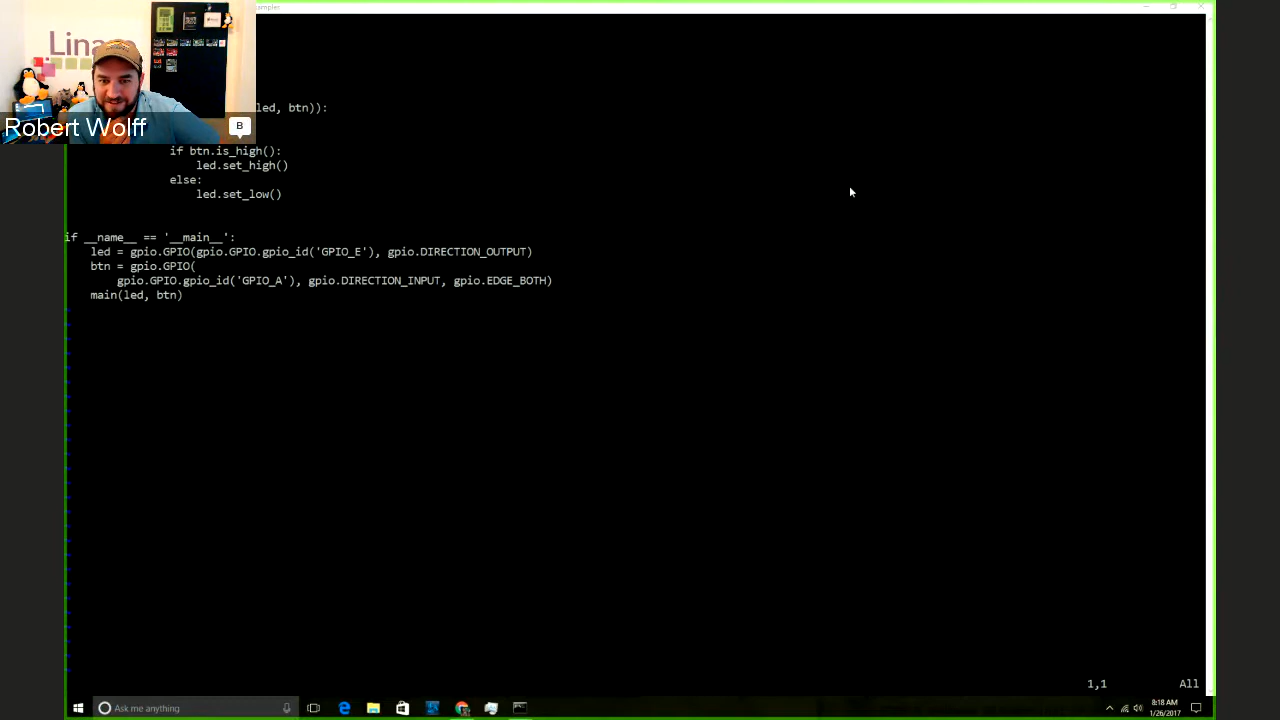 Linaro
Robert Wolff
B
led, btn)):
if btn.is_high():
led.set_high()
else:
led.set_low()
if __name__ == '__main__':
led = gpio.GPIO(gpio.GPIO.gpio_id('GPIO_E'), gpio.DIRECTION_OUTPUT)
btn = gpio.GPIO(
gpio.GPIO.gpio_id('GPIO_A'), gpio.DIRECTION_INPUT, gpio.EDGE_BOTH)
main(led, btn)
1,1 All
Ask me anything
8:18 AM
1/26/2017